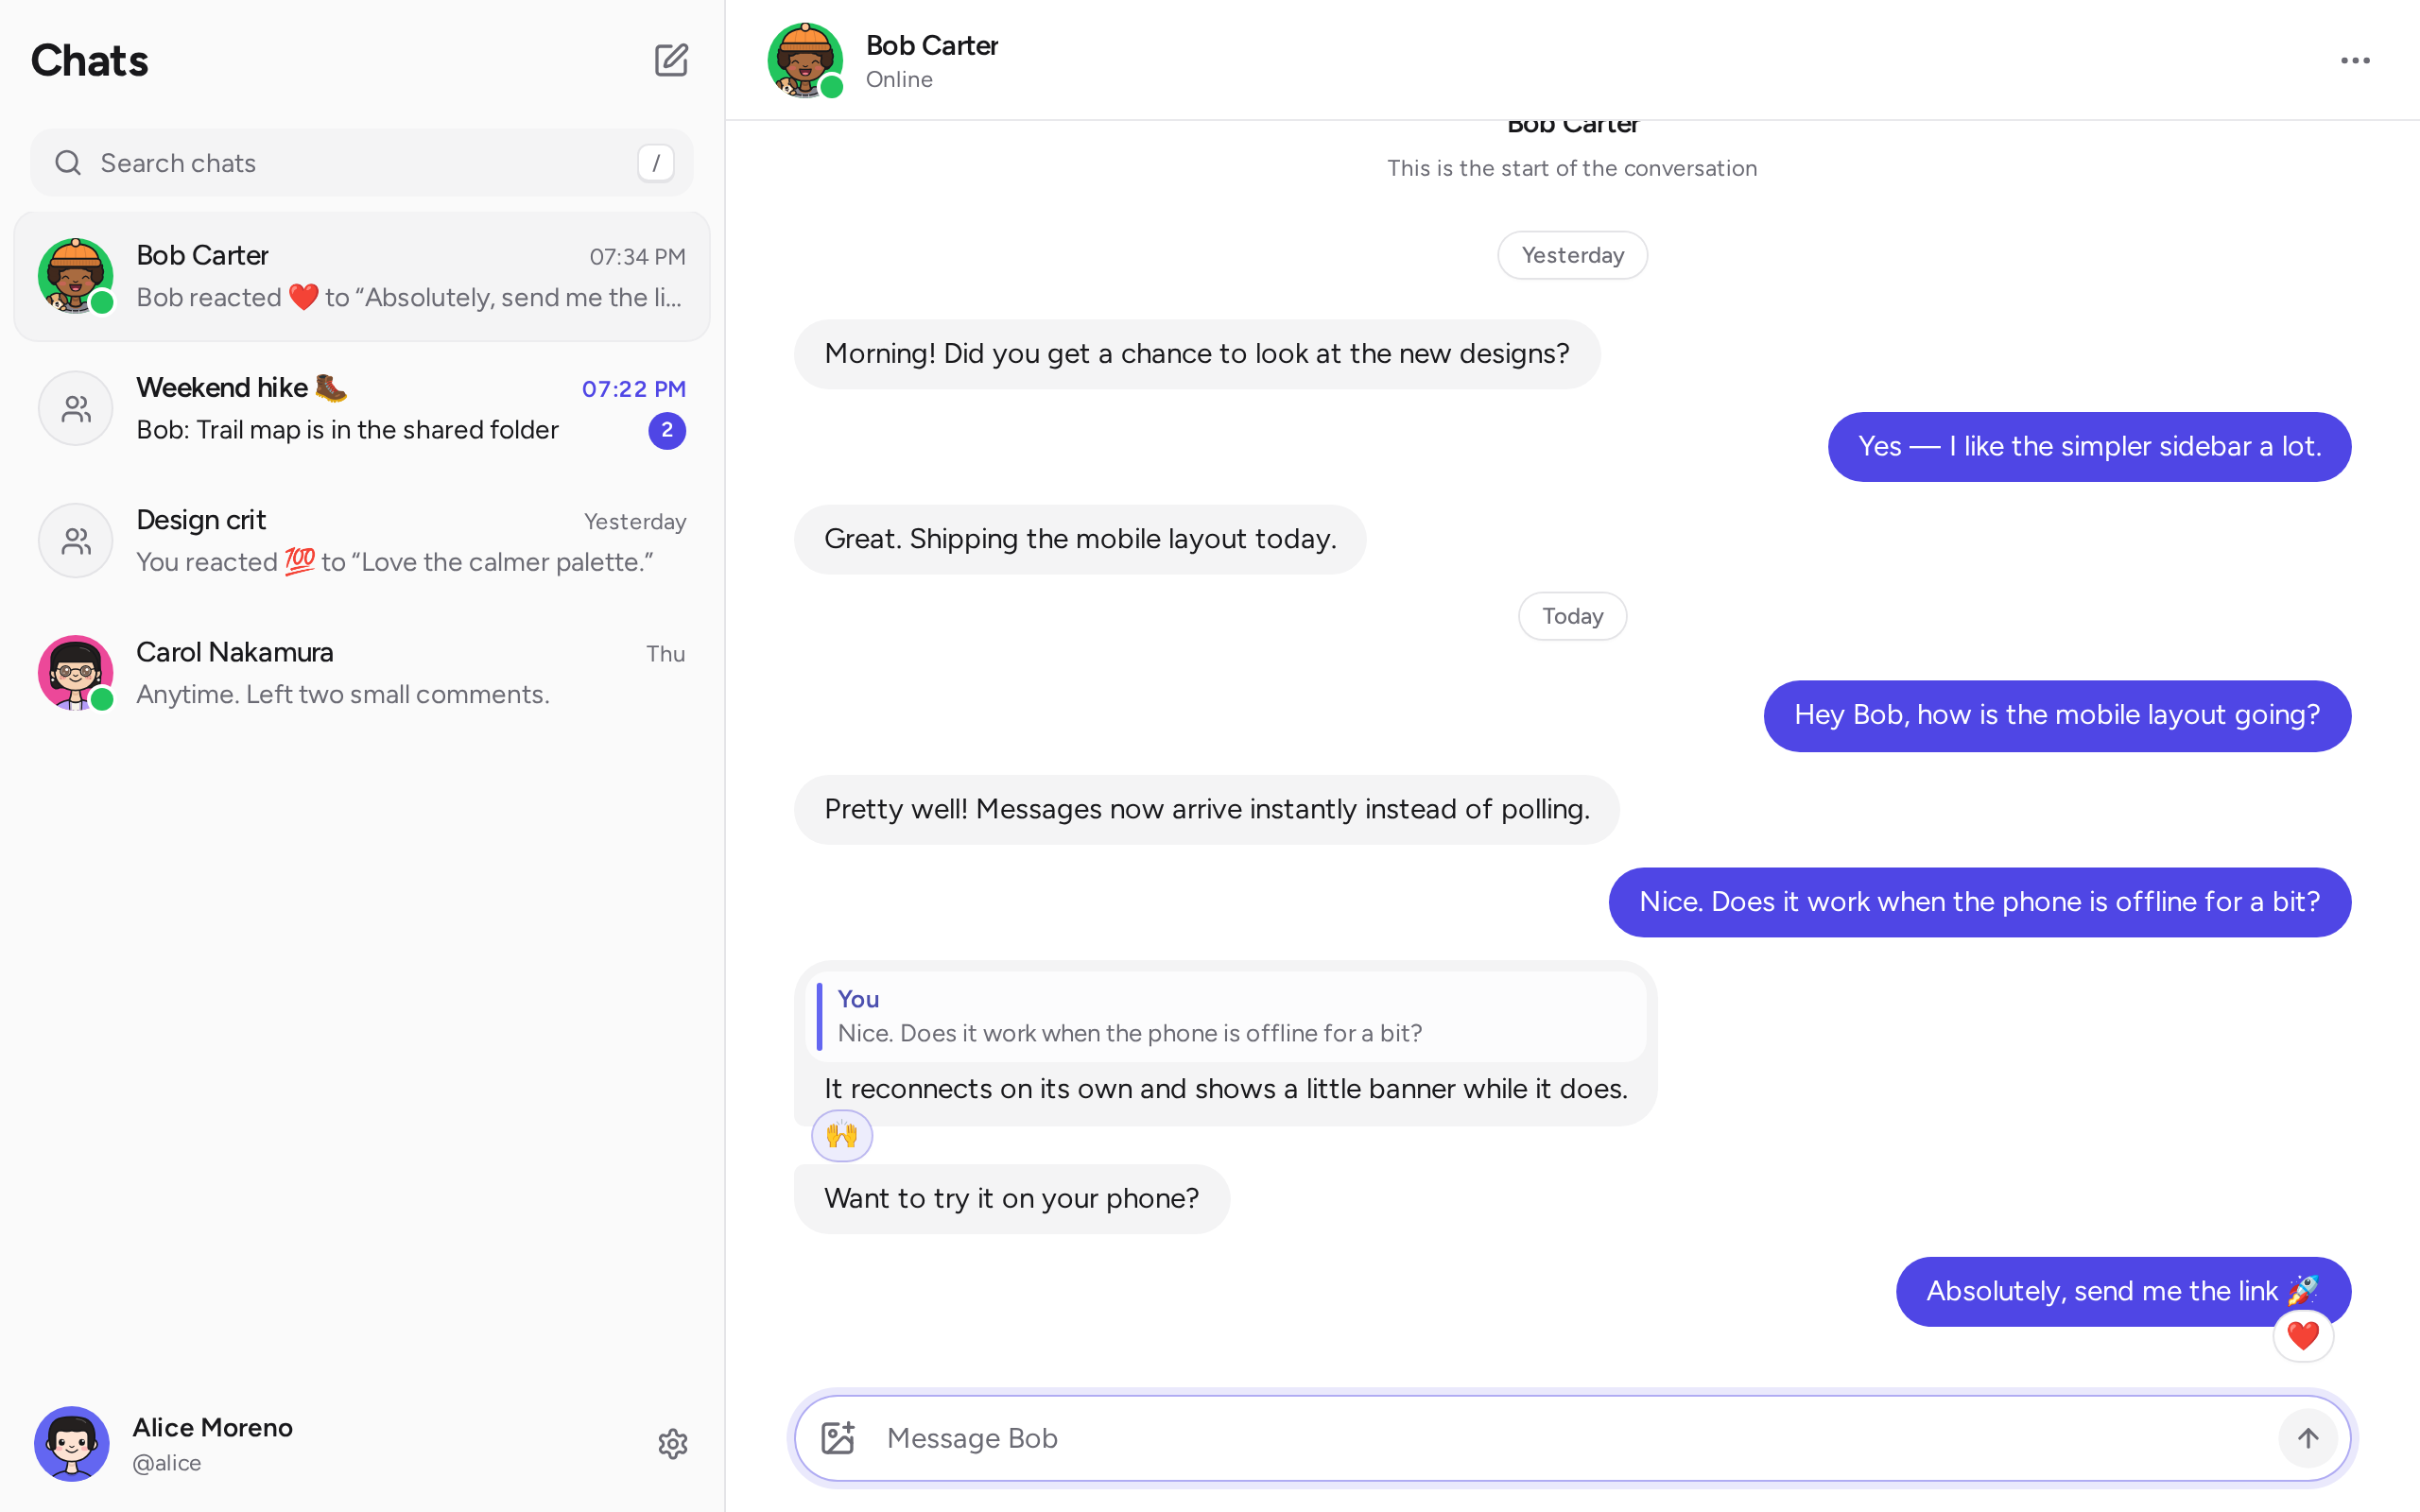 Chats
Search chats
/
Bob Carter
07:34 PM
Bob reacted ❤️ to “Absolutely, send me the li...
Weekend hike 🥾
07:22 PM
Bob: Trail map is in the shared folder
2
Design crit
Yesterday
You reacted 💯 to “Love the calmer palette.”
Carol Nakamura
Thu
Anytime. Left two small comments.
Alice Moreno
@alice
Bob Carter
Online
Bob Carter
This is the start of the conversation
Yesterday
Morning! Did you get a chance to look at the new designs?
Yes — I like the simpler sidebar a lot.
Great. Shipping the mobile layout today.
Today
Hey Bob, how is the mobile layout going?
Pretty well! Messages now arrive instantly instead of polling.
Nice. Does it work when the phone is offline for a bit?
You
Nice. Does it work when the phone is offline for a bit?
It reconnects on its own and shows a little banner while it does.
🙌
Want to try it on your phone?
Absolutely, send me the link 🚀
❤️
Message Bob